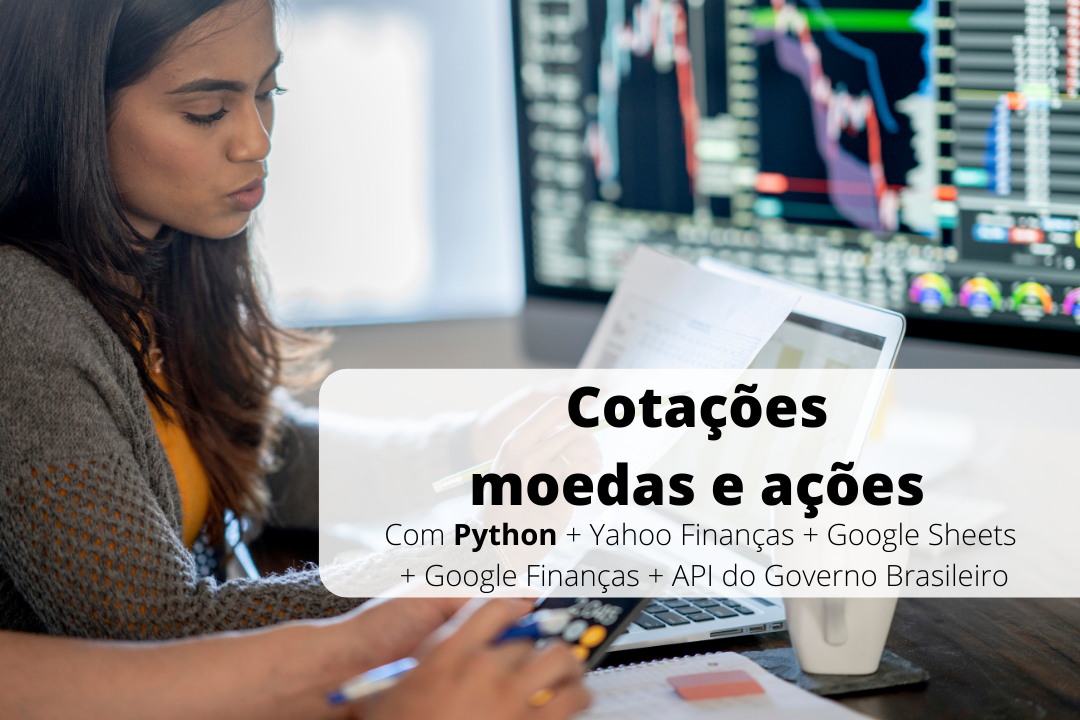 Cotações
moedas e ações
Com Python + Yahoo Finanças + Google Sheets
+ Google Finanças + API do Governo Brasileiro